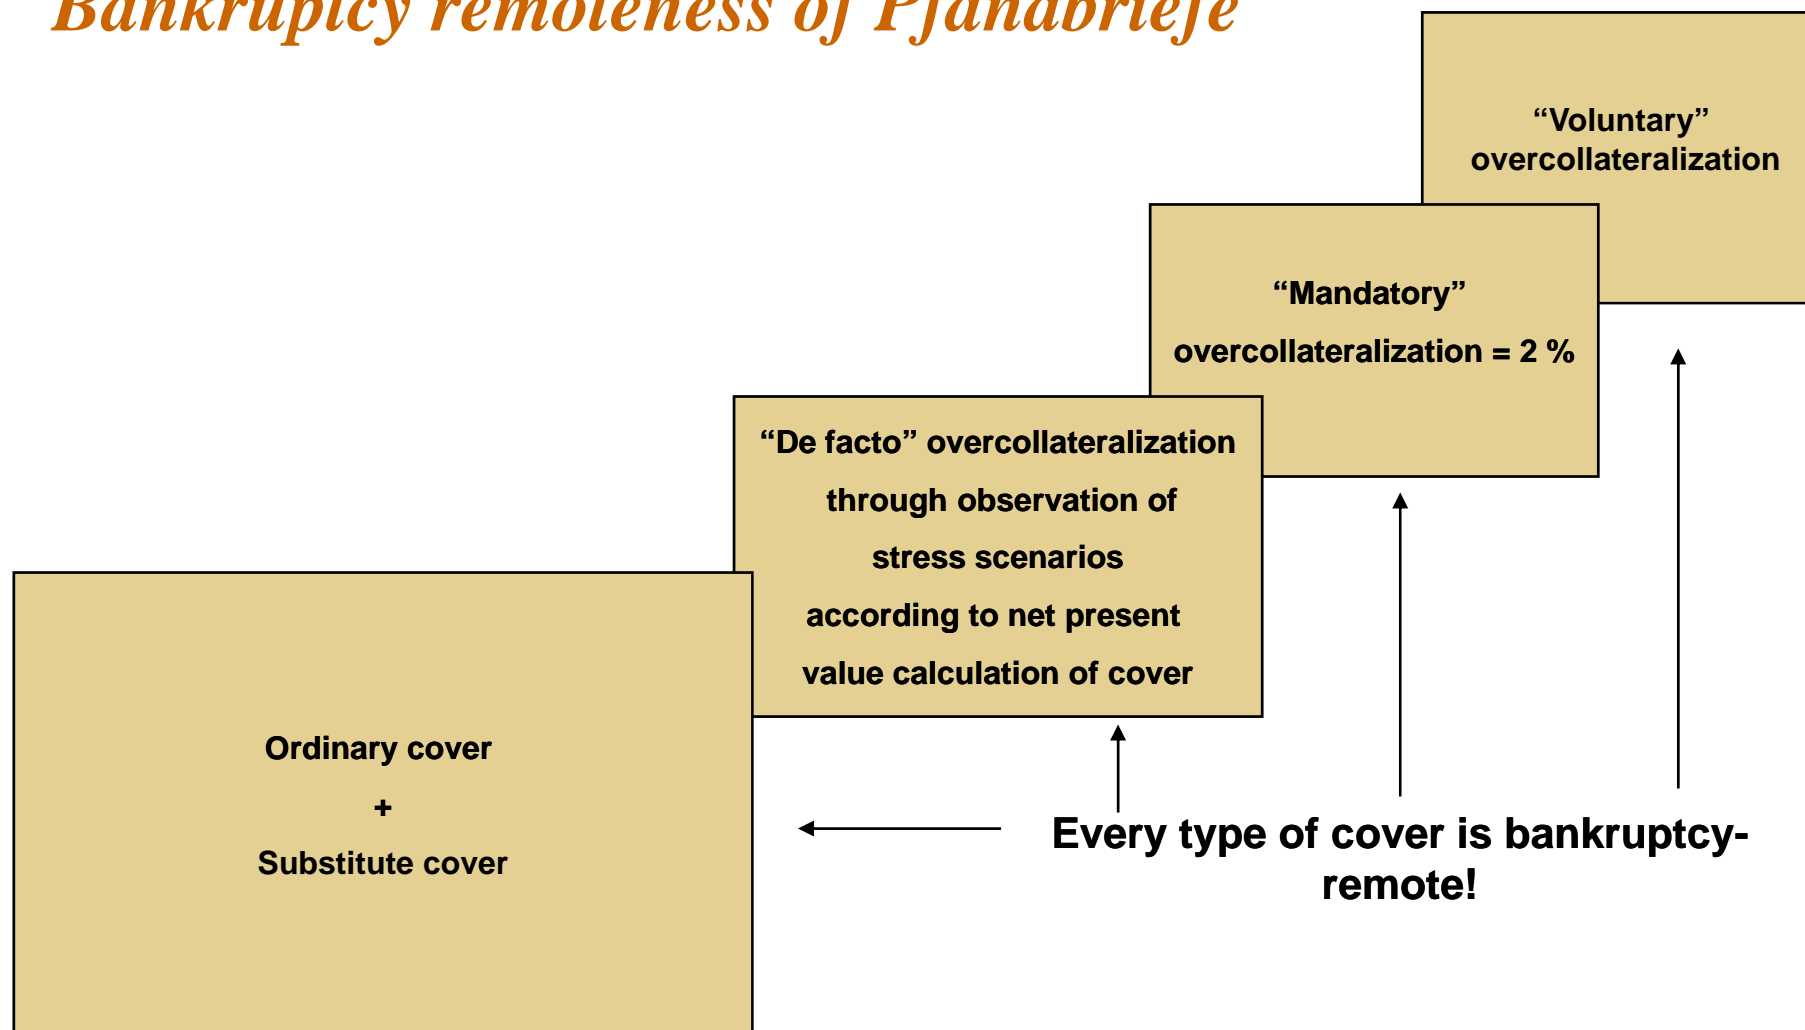 Bankruptcy remoteness of Pfandbriefe
“Voluntary”
overcollateralization
“Mandatory”
overcollateralization = 2 %
“De facto” overcollateralization
through observation of
stress scenarios
according to net present
value calculation of cover
Ordinary cover
+
Substitute cover
Every type of cover is bankruptcy-
remote!